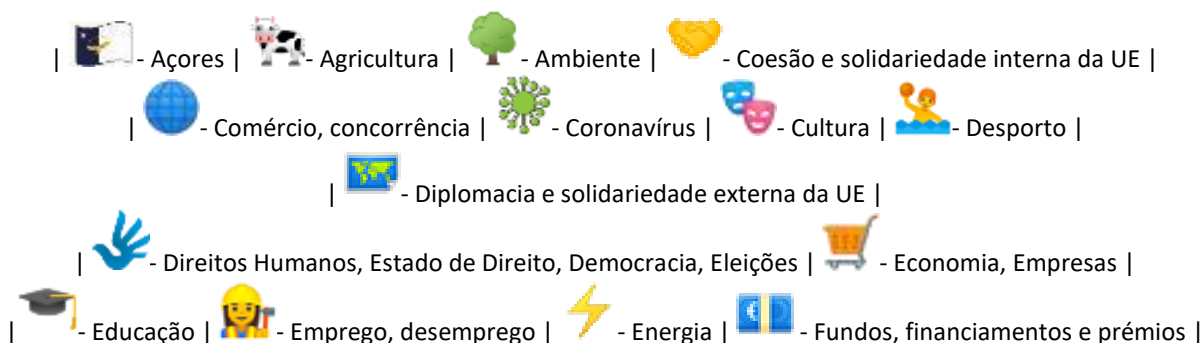 | - Açores | - Agricultura | - Ambiente | - Coesão e solidariedade interna da UE |
| - Comércio, concorrência | - Coronavírus | - Cultura | - Desporto |
| - Diplomacia e solidariedade externa da UE |
| - Direitos Humanos, Estado de Direito, Democracia, Eleições | - Economia, Empresas |
| - Educação | - Emprego, desemprego | - Energia | - Fundos, financiamentos e prémios |